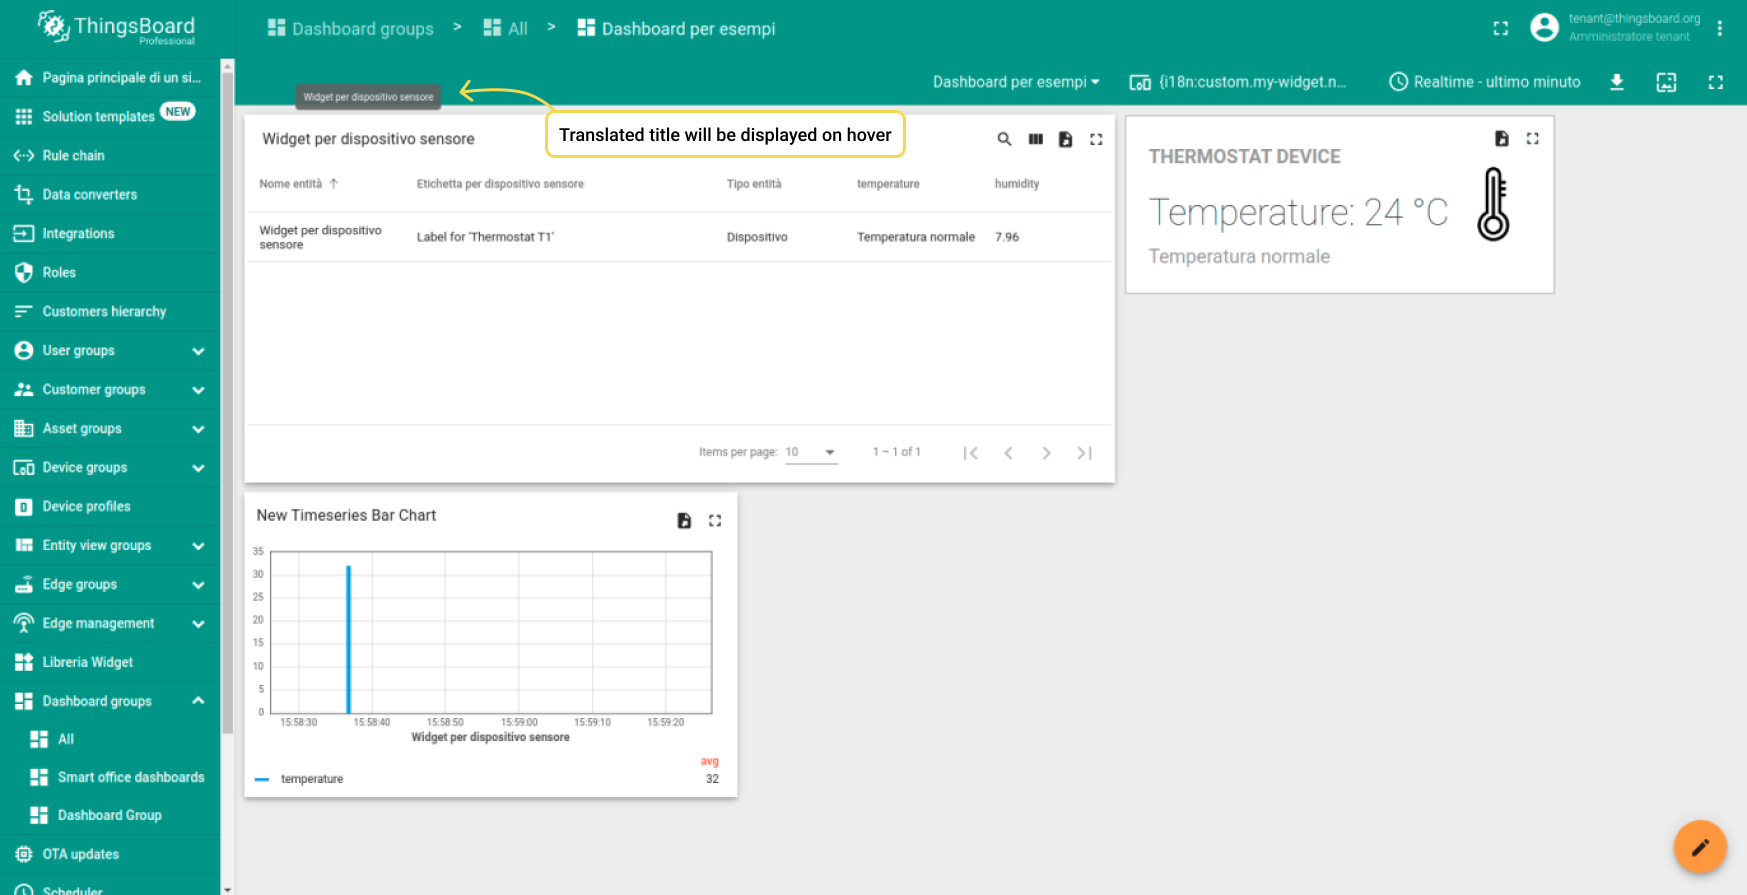 ThingsBoard
Professional
Dashboard groups > All > Dashboard per esempi
tenant@thingsboard.org
Amministratore tenant
Dashboard per esempi
{i18n:custom.my-widget.n...
Realtime - ultimo minuto
Widget per dispositivo sensore
Translated title will be displayed on hover
Pagina principale di un si...
Solution templates NEW
Rule chain
Data converters
Integrations
Roles
Customers hierarchy
User groups
Customer groups
Asset groups
Device groups
Device profiles
Entity view groups
Edge groups
Edge management
Libreria Widget
Dashboard groups
All
Smart office dashboards
Dashboard Group
OTA updates
Scheduler
Widget per dispositivo sensore
Nome entità Etichetta per dispositivo sensore Tipo entità temperature humidity
Widget per dispositivo
sensore
Label for 'Thermostat T1' Dispositivo Temperatura normale 7.96
Items per page: 10 1 – 1 of 1
THERMOSTAT DEVICE
Temperature: 24 °C
Temperatura normale
New Timeseries Bar Chart
35
30
25
20
15
10
5
0
15:58:30 15:58:40 15:58:50 15:59:00 15:59:10 15:59:20
Widget per dispositivo sensore
avg
temperature 32